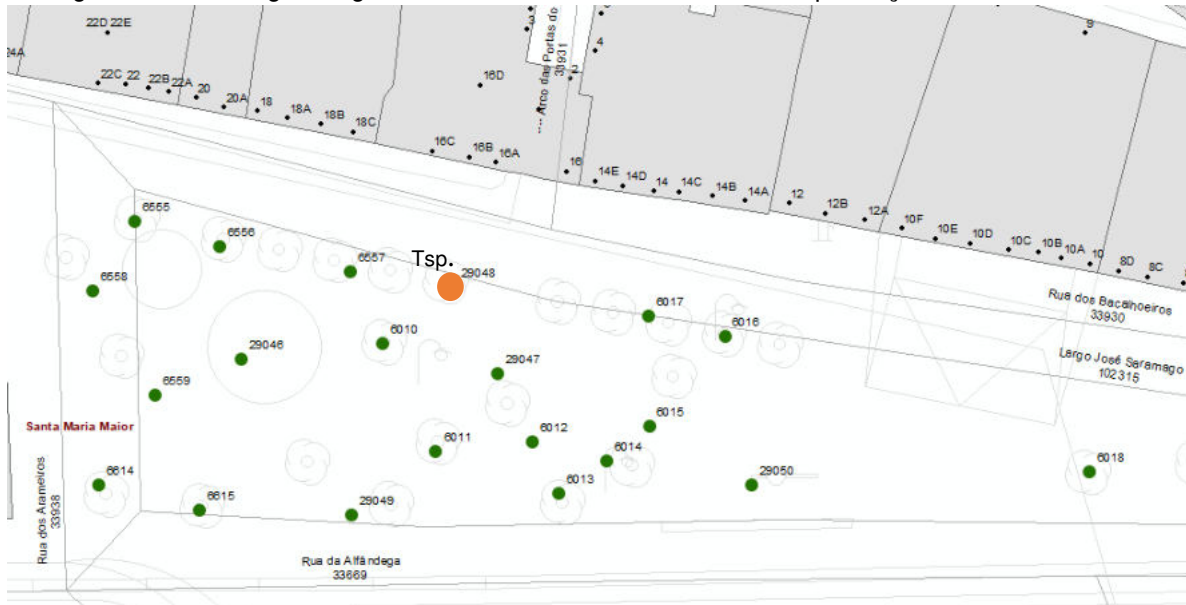 22D
22E
24A
22C
22
22B
22A
20
20A
18
18A
18B
18C
16D
16C
16B
16A
16
3
4
2
---- Arco das Portas do
33931
14E
14D
14
14C
14B
14A
12
12B
12A
10F
10E
10D
10C
10B
10A
10
8D
8C
9
Rua dos Bacalhoeiros
33930
Largo José Saramago
102315
6555
6556
6557
Tsp.
29048
6558
6017
6016
29046
6010
29047
6559
Santa Maria Maior
6011
6012
6015
6014
6013
29050
6018
6614
6615
29049
Rua dos Arameiros
33938
Rua da Alfândega
33669